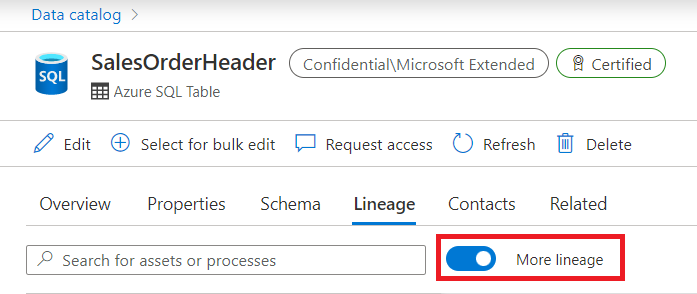 Data catalog >
SQL SalesOrderHeader Confidential\Microsoft Extended Certified
Azure SQL Table
Edit Select for bulk edit Request access Refresh Delete
Overview Properties Schema Lineage Contacts Related
Search for assets or processes More lineage